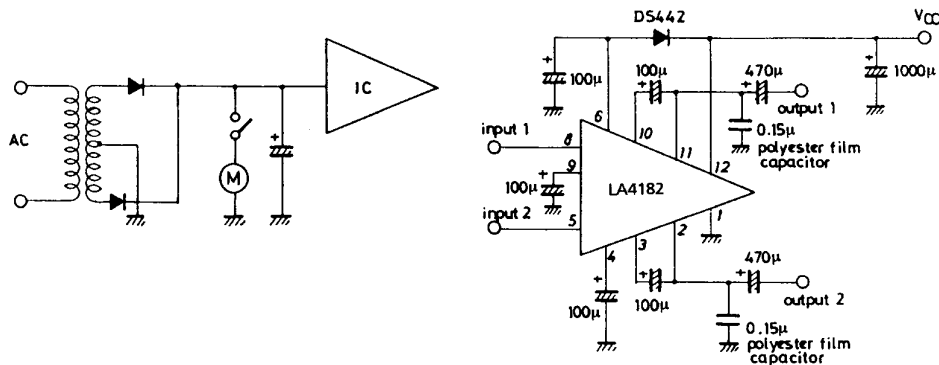 AC
M
IC
DS442
VCC
+
100μ
+
100μ
470μ
+
+
1000μ
output 1
0.15μ
polyester film
capacitor
6
10
11
12
input 1
8
9
+
100μ
LA4182
input 2
5
4
3
2
1
+
100μ
+
100μ
470μ
+
output 2
0.15μ
polyester film
capacitor
+